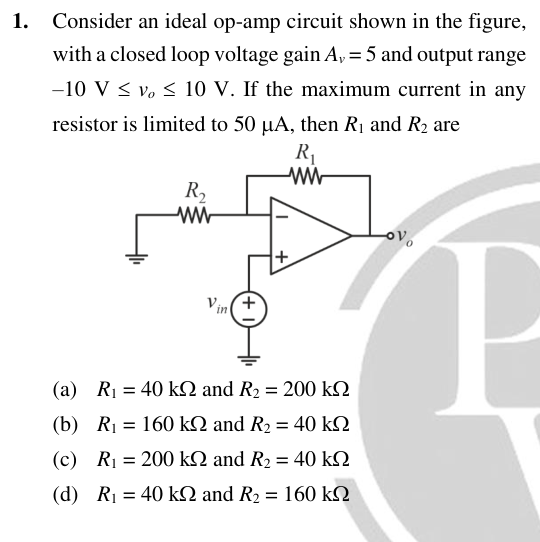 1. Consider an ideal op-amp circuit shown in the figure,
with a closed loop voltage gain Aᵥ = 5 and output range
–10 V ≤ vₒ ≤ 10 V. If the maximum current in any
resistor is limited to 50 μA, then R₁ and R₂ are
R₁
R₂
–
+
vₒ
vᵢₙ
+
–
(a) R₁ = 40 kΩ and R₂ = 200 kΩ
(b) R₁ = 160 kΩ and R₂ = 40 kΩ
(c) R₁ = 200 kΩ and R₂ = 40 kΩ
(d) R₁ = 40 kΩ and R₂ = 160 kΩ